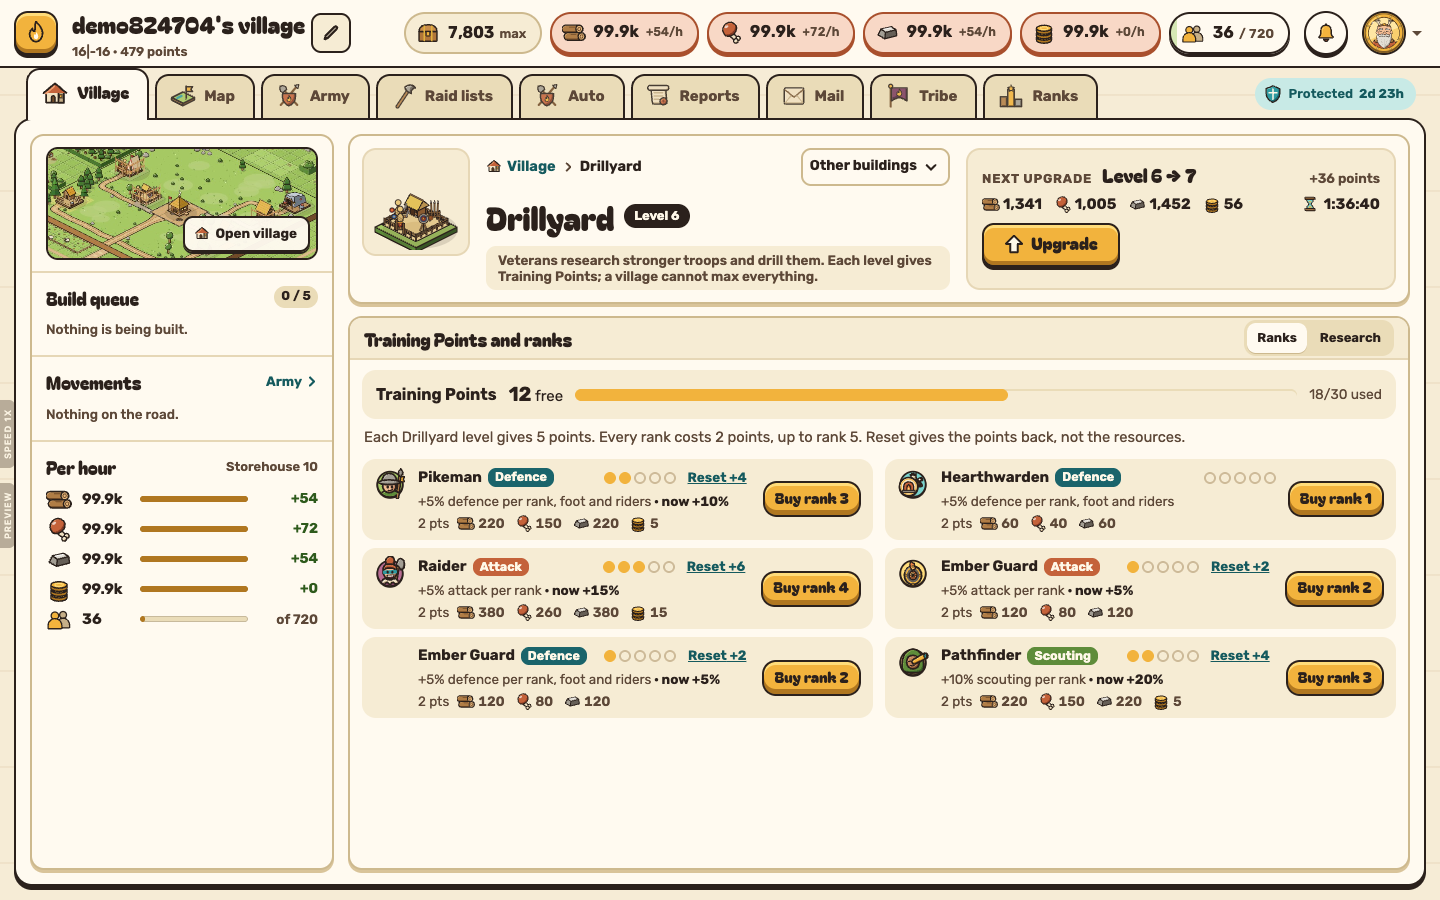 demo824704's village
16|-16 • 479 points
7,803 max
99.9k +54/h
99.9k +72/h
99.9k +54/h
99.9k +0/h
36 / 720
Village
Map
Army
Raid lists
Auto
Reports
Mail
Tribe
Ranks
Protected 2d 23h
SPEED 1X
PREVIEW
Open village
Build queue 0 / 5
Nothing is being built.
Movements Army
Nothing on the road.
Per hour Storehouse 10
99.9k +54
99.9k +72
99.9k +54
99.9k +0
36 of 720
Village > Drillyard
Other buildings
Drillyard Level 6
Veterans research stronger troops and drill them. Each level gives
Training Points; a village cannot max everything.
NEXT UPGRADE Level 6 → 7 +36 points
1,341 1,005 1,452 56 1:36:40
Upgrade
Training Points and ranks
Ranks Research
Training Points 12 free 18/30 used
Each Drillyard level gives 5 points. Every rank costs 2 points, up to rank 5. Reset gives the points back, not the resources.
Pikeman Defence Reset +4
+5% defence per rank, foot and riders • now +10%
2 pts 220 150 220 5
Buy rank 3
Hearthwarden Defence
+5% defence per rank, foot and riders
2 pts 60 40 60
Buy rank 1
Raider Attack Reset +6
+5% attack per rank • now +15%
2 pts 380 260 380 15
Buy rank 4
Ember Guard Attack Reset +2
+5% attack per rank • now +5%
2 pts 120 80 120
Buy rank 2
Ember Guard Defence Reset +2
+5% defence per rank, foot and riders • now +5%
2 pts 120 80 120
Buy rank 2
Pathfinder Scouting Reset +4
+10% scouting per rank • now +20%
2 pts 220 150 220 5
Buy rank 3